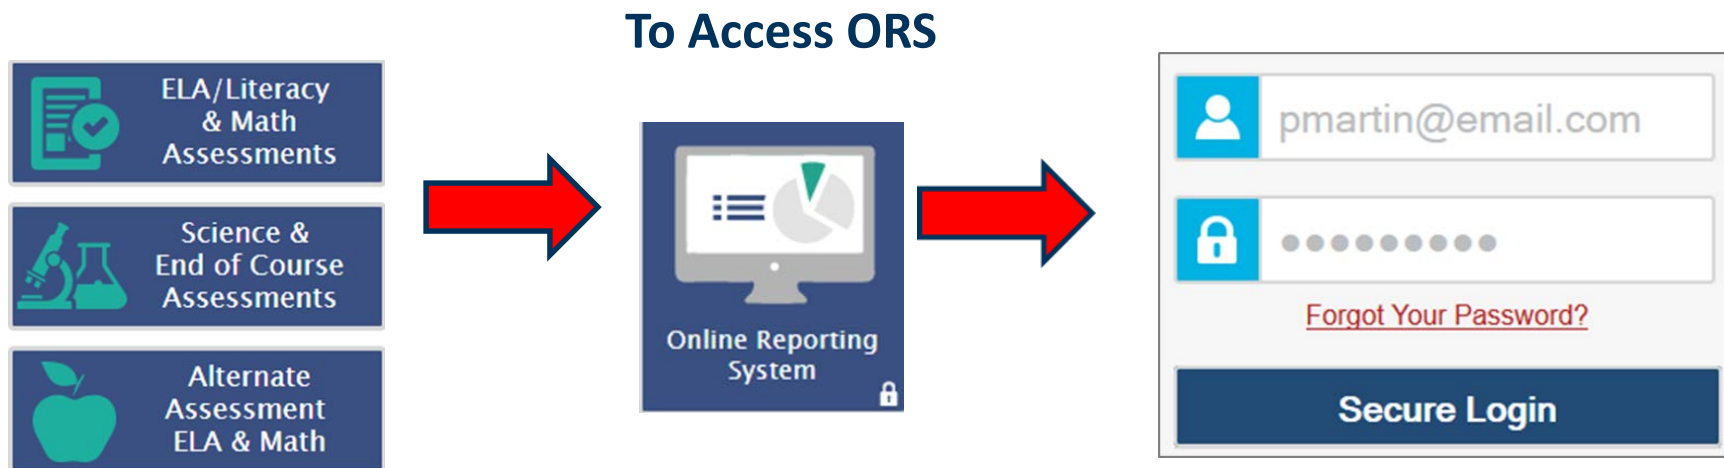 To Access ORS
ELA/Literacy
& Math
Assessments
Science &
End of Course
Assessments
Alternate
Assessment
ELA & Math
Online Reporting
System
pmartin@email.com
Forgot Your Password?
Secure Login